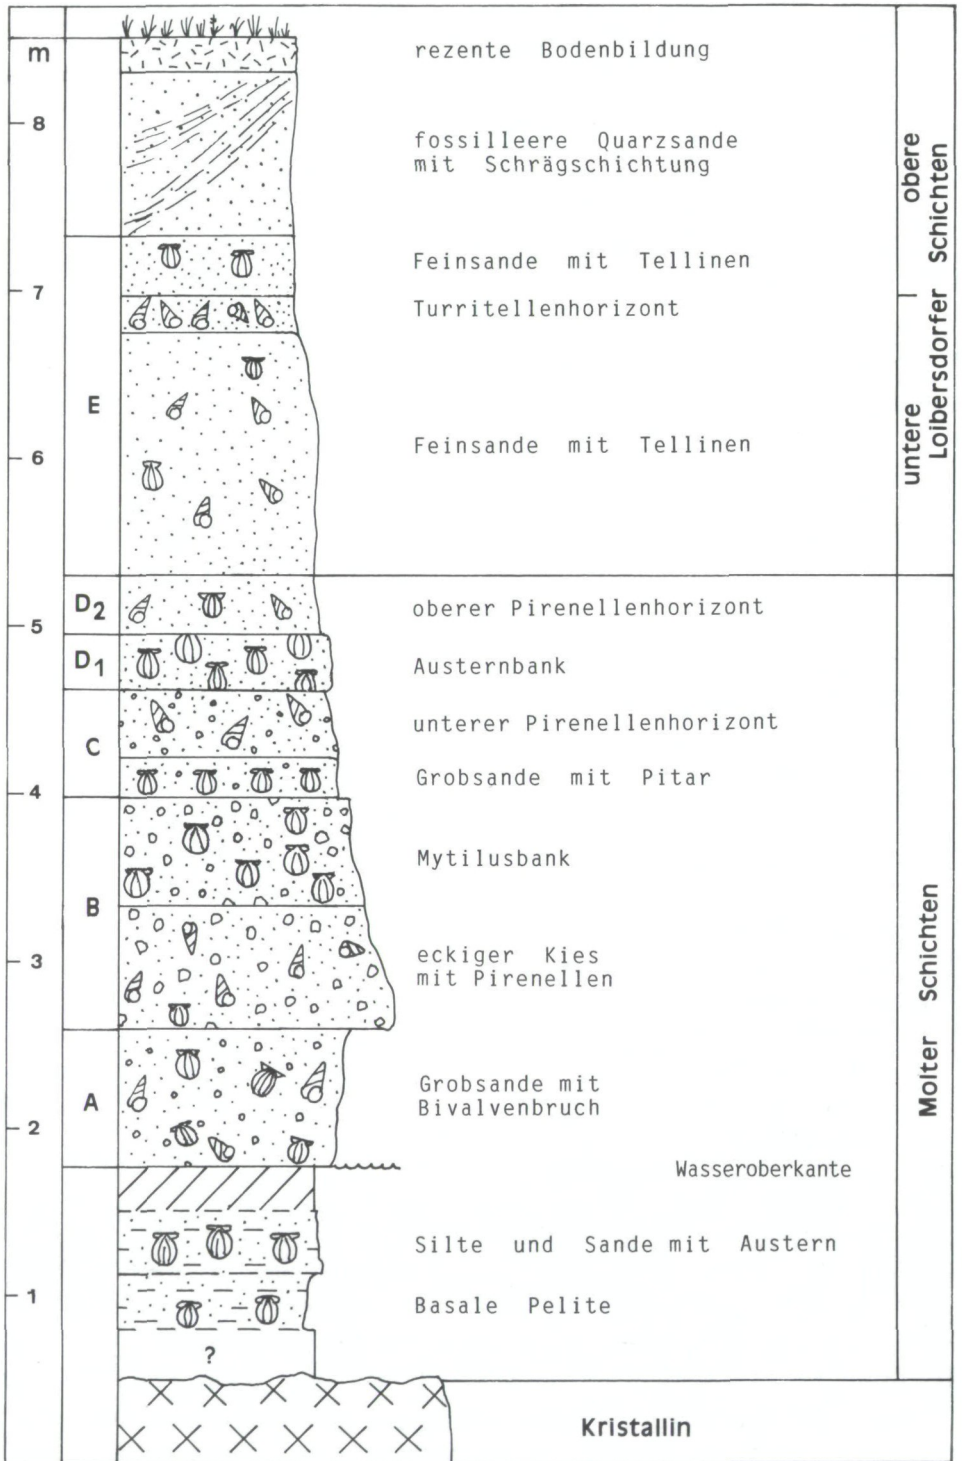 m
8
7
6
5
4
3
2
1
E
D2
D1
C
B
A
?
rezente Bodenbildung
fossilleere Quarzsande
mit Schrägschichtung
Feinsande mit Tellinen
Turritellenhorizont
Feinsande mit Tellinen
oberer Pirenellenhorizont
Austernbank
unterer Pirenellenhorizont
Grobsande mit Pitar
Mytilusbank
eckiger Kies
mit Pirenellen
Grobsande mit
Bivalvenbruch
Wasseroberkante
Silte und Sande mit Austern
Basale Pelite
Kristallin
obere
untere
Loibersdorfer Schichten
Molter Schichten